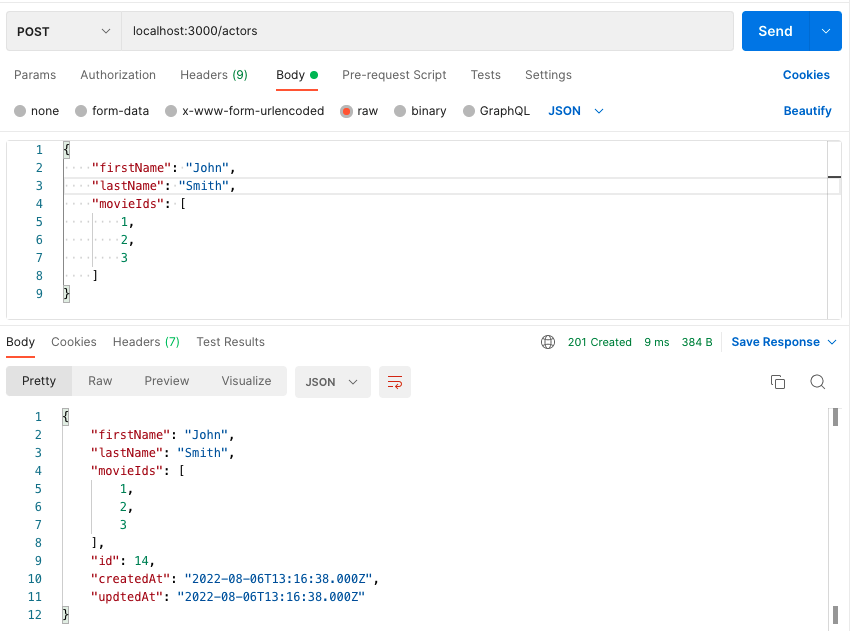 POST localhost:3000/actors Send
Params Authorization Headers (9) Body Pre-request Script Tests Settings Cookies
none form-data x-www-form-urlencoded raw binary GraphQL JSON Beautify
1 {
2 "firstName": "John",
3 "lastName": "Smith",
4 "movieIds": [
5 1,
6 2,
7 3
8 ]
9 }
Body Cookies Headers (7) Test Results 201 Created 9 ms 384 B Save Response
Pretty Raw Preview Visualize JSON
1 {
2 "firstName": "John",
3 "lastName": "Smith",
4 "movieIds": [
5 1,
6 2,
7 3
8 ],
9 "id": 14,
10 "createdAt": "2022-08-06T13:16:38.000Z",
11 "updtedAt": "2022-08-06T13:16:38.000Z"
12 }